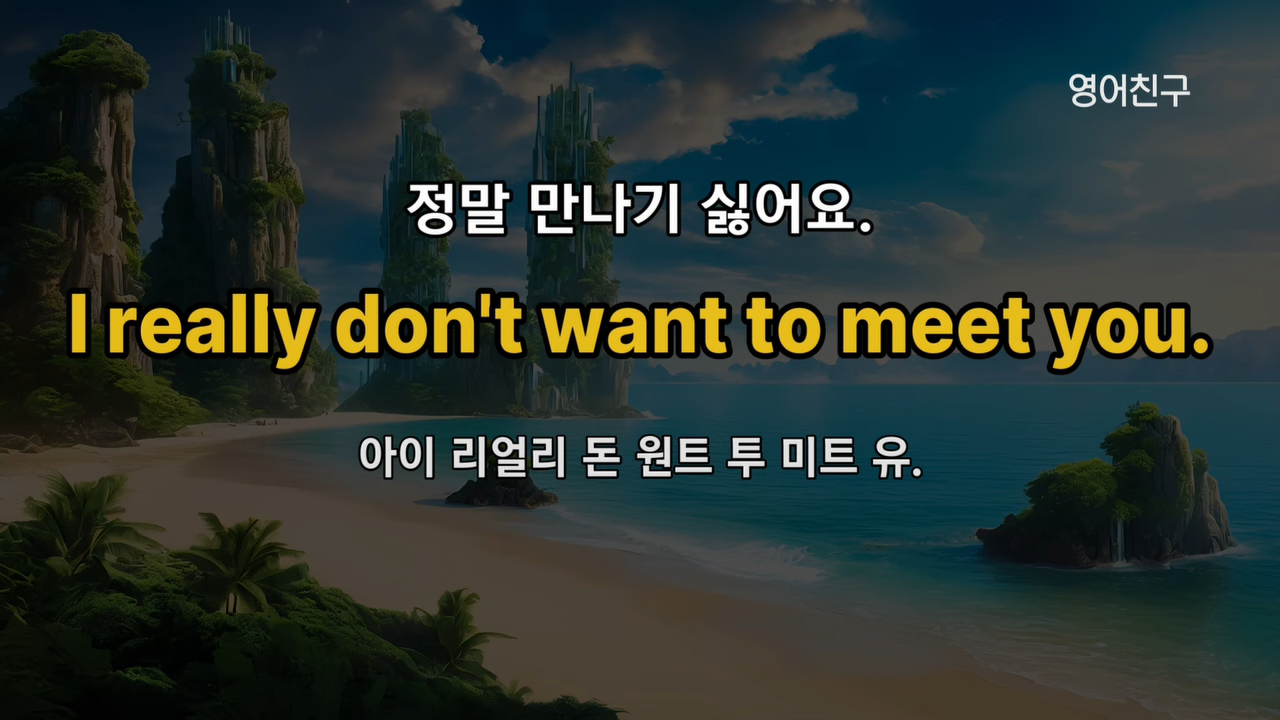 영어친구
정말 만나기 싫어요.
I really don't want to meet you.
아이 리얼리 돈 원트 투 미트 유.